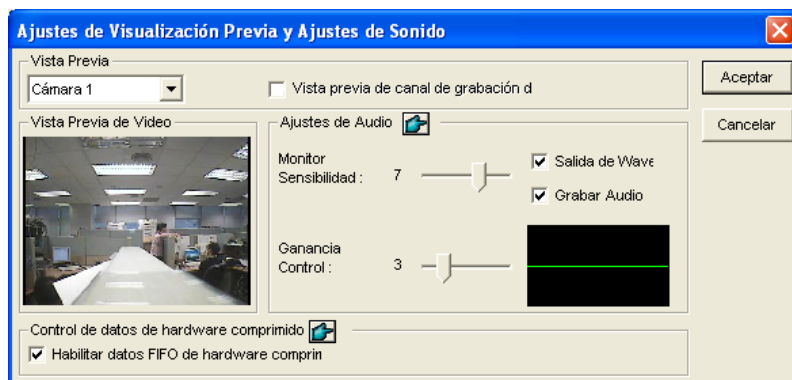 Ajustes de Visualización Previa y Ajustes de Sonido
Vista Previa
Cámara 1
Vista previa de canal de grabación d
Aceptar
Cancelar
Vista Previa de Video
Ajustes de Audio
Monitor
Sensibilidad :
7
Salida de Wave
Grabar Audio
Ganancia
Control :
3
Control de datos de hardware comprimido
Habilitar datos FIFO de hardware comprin